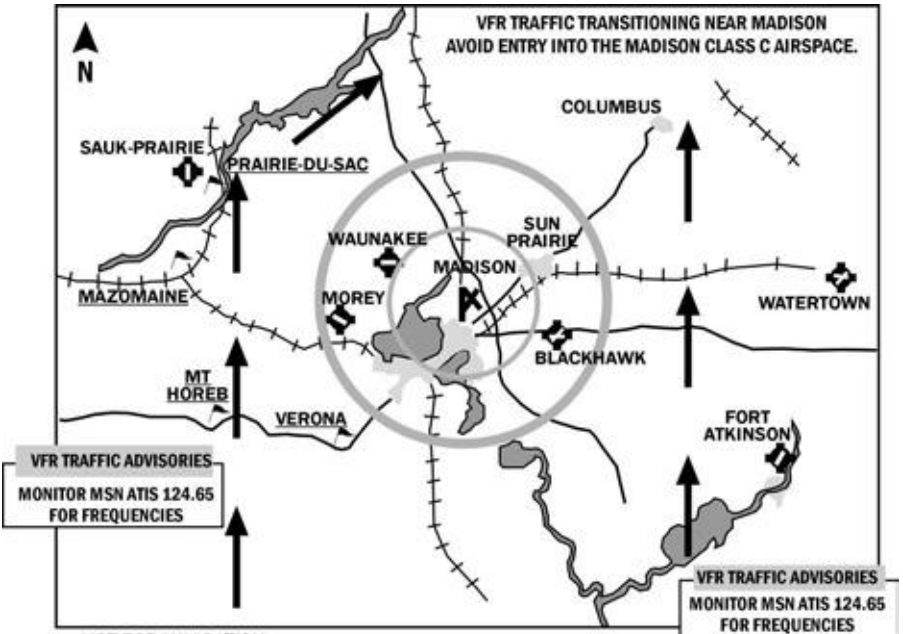 VFR TRAFFIC TRANSITIONING NEAR MADISON
AVOID ENTRY INTO THE MADISON CLASS C AIRSPACE.
N
COLUMBUS
SAUK-PRAIRIE
PRAIRIE-DU-SAC
SUN
PRAIRIE
WAUNAKEE
MADISON
MAZOMAINE
MOREY
WATERTOWN
BLACKHAWK
MT
HOREB
VERONA
FORT
ATKINSON
VFR TRAFFIC ADVISORIES
MONITOR MSN ATIS 124.65
FOR FREQUENCIES
VFR TRAFFIC ADVISORIES
MONITOR MSN ATIS 124.65
FOR FREQUENCIES